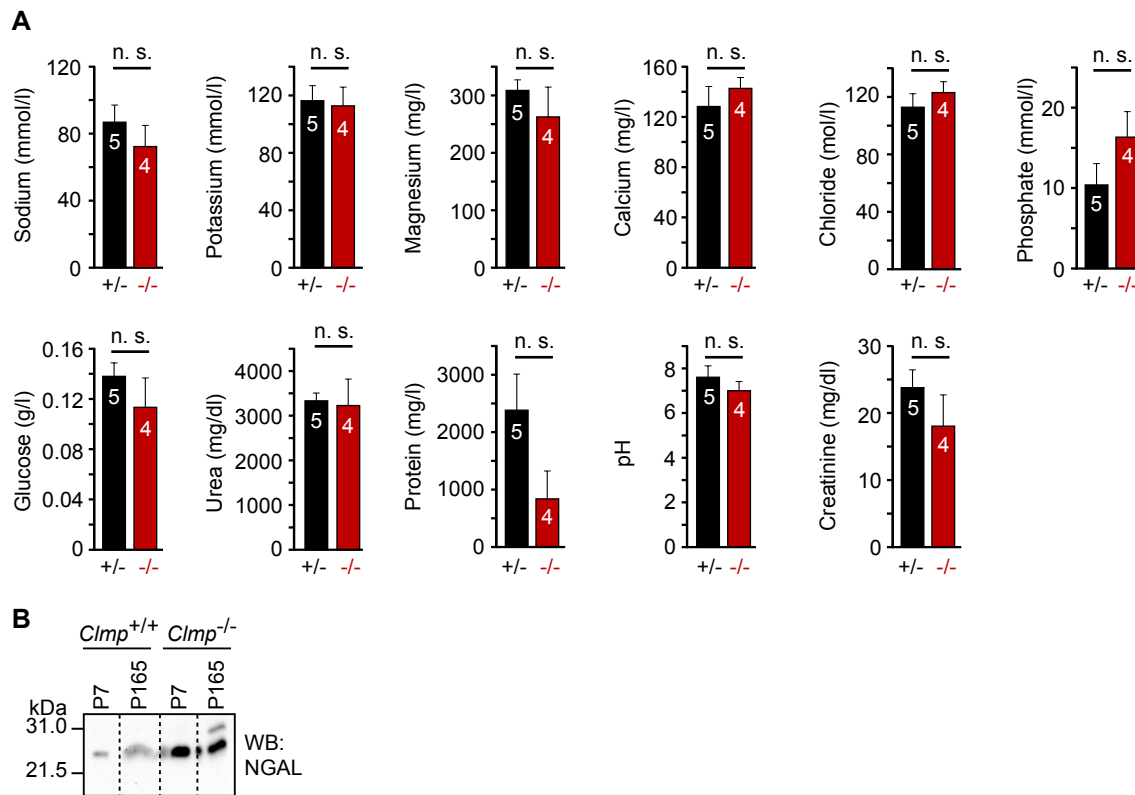 A
n. s.
Sodium (mmol/l)
120
80
40
0
5
4
+/- -/-
n. s.
Potassium (mmol/l)
120
80
40
0
5
4
+/- -/-
n. s.
Magnesium (mg/l)
300
200
100
0
5
4
+/- -/-
n. s.
Calcium (mg/l)
160
120
80
40
0
5
4
+/- -/-
n. s.
Chloride (mol/l)
120
80
40
0
5
4
+/- -/-
n. s.
Phosphate (mmol/l)
20
10
0
5
4
+/- -/-
n. s.
Glucose (g/l)
0.16
0.12
0.08
0.04
0
5
4
+/- -/-
n. s.
Urea (mg/dl)
4000
3000
2000
1000
0
5
4
+/- -/-
n. s.
Protein (mg/l)
3000
2000
1000
0
5
4
+/- -/-
n. s.
pH
8
6
4
2
0
5
4
+/- -/-
n. s.
Creatinine (mg/dl)
30
20
10
0
5
4
+/- -/-
B
Clmp+/+ Clmp-/-
P7 P165 P7 P165
kDa
31.0
21.5
WB:
NGAL